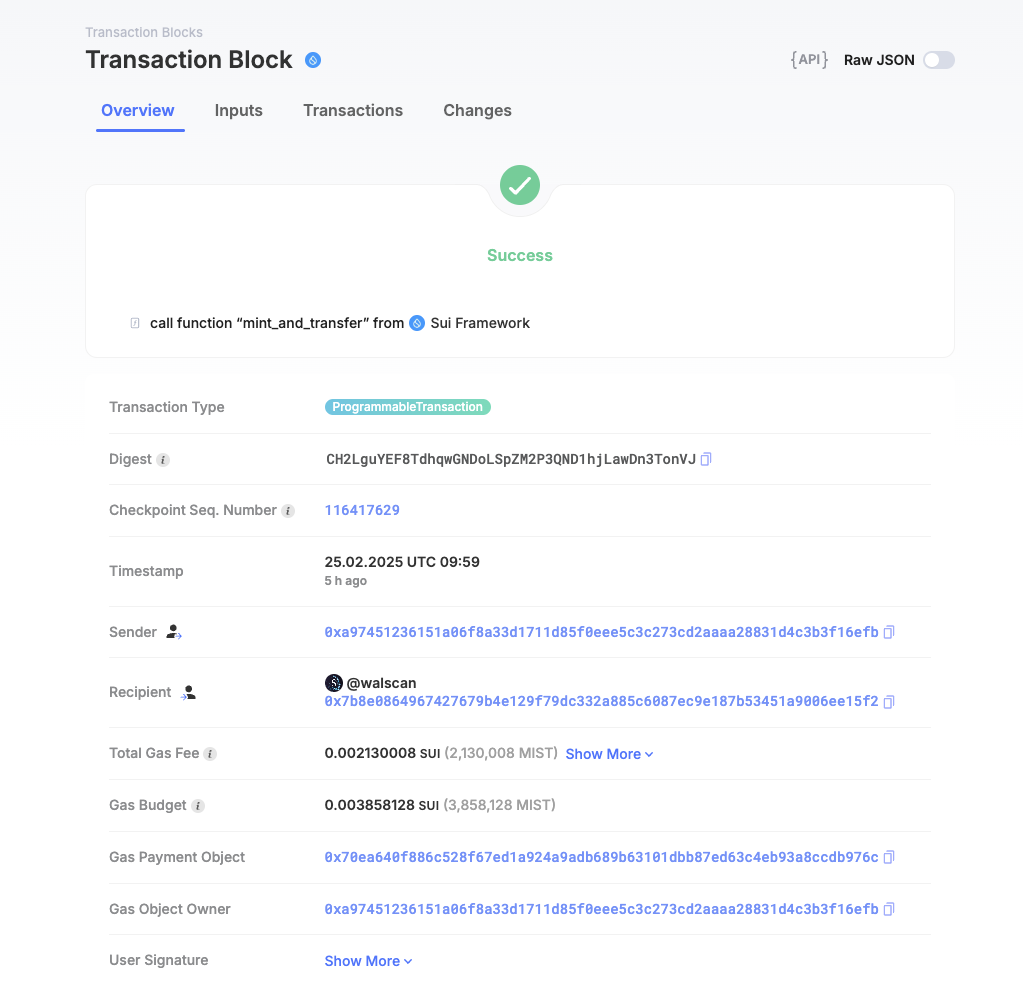 Transaction Blocks
Transaction Block
{API} Raw JSON
Overview Inputs Transactions Changes
Success
call function “mint_and_transfer” from Sui Framework
Transaction Type ProgrammableTransaction
Digest i CH2LguYEF8TdhqwGNDoLSpZM2P3QND1hjLawDn3TonVJ
Checkpoint Seq. Number i 116417629
Timestamp 25.02.2025 UTC 09:59
5 h ago
Sender 0xa97451236151a06f8a33d1711d85f0eee5c3c273cd2aaaa28831d4c3b3f16efb
Recipient @walscan
0x7b8e0864967427679b4e129f79dc332a885c6087ec9e187b53451a9006ee15f2
Total Gas Fee i 0.002130008 SUI (2,130,008 MIST) Show More
Gas Budget i 0.003858128 SUI (3,858,128 MIST)
Gas Payment Object 0x70ea640f886c528f67ed1a924a9adb689b63101dbb87ed63c4eb93a8ccdb976c
Gas Object Owner 0xa97451236151a06f8a33d1711d85f0eee5c3c273cd2aaaa28831d4c3b3f16efb
User Signature Show More